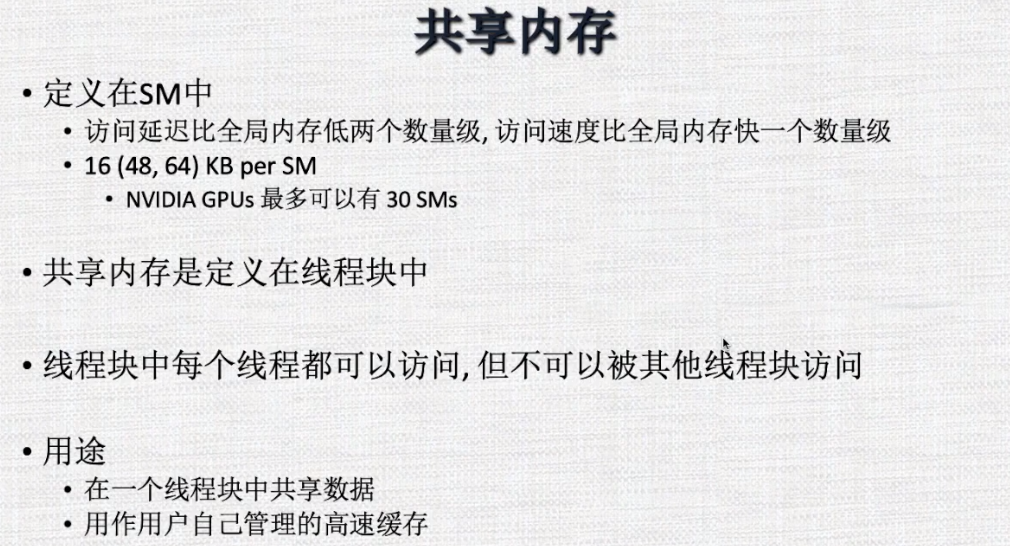 共享内存
• 定义在SM中
• 访问延迟比全局内存低两个数量级, 访问速度比全局内存快一个数量级
• 16 (48, 64) KB per SM
• NVIDIA GPUs 最多可以有 30 SMs
• 共享内存是定义在线程块中
• 线程块中每个线程都可以访问, 但不可以被其他线程块访问
• 用途
• 在一个线程块中共享数据
• 用作用户自己管理的高速缓存